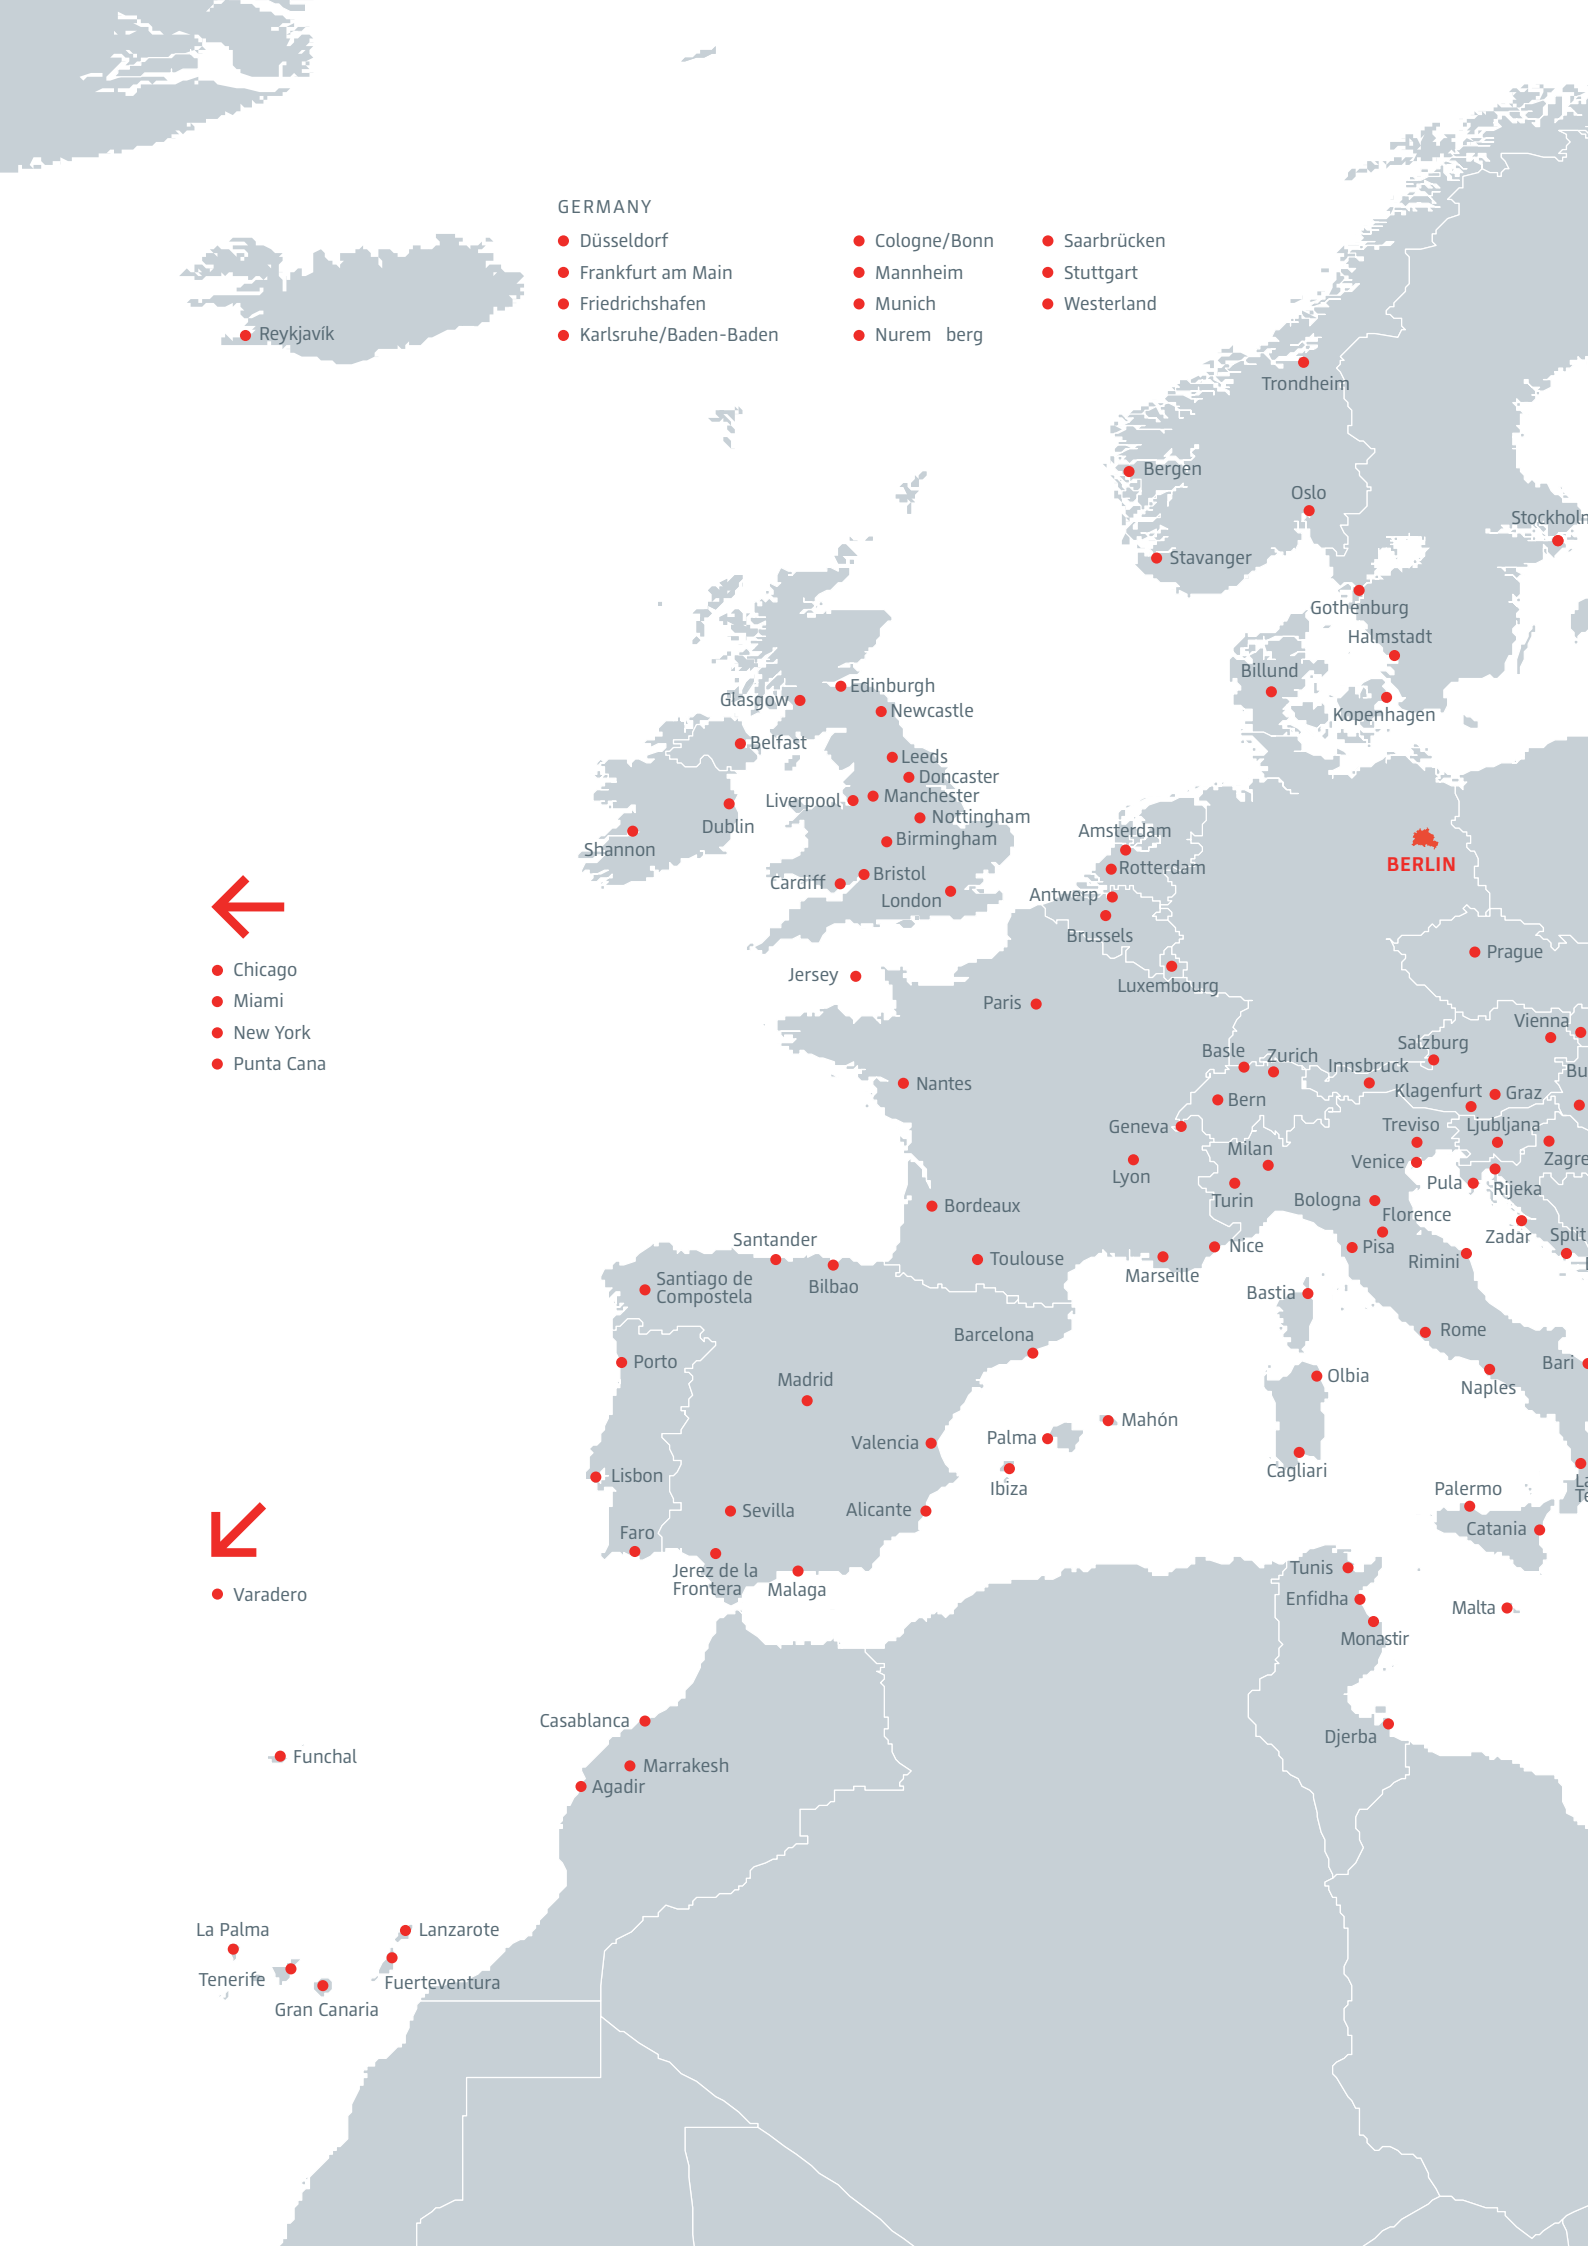 GERMANY
Düsseldorf
Frankfurt am Main
Friedrichshafen
Karlsruhe/Baden-Baden
Cologne/Bonn
Mannheim
Munich
Nurem berg
Saarbrücken
Stuttgart
Westerland
Reykjavík
Trondheim
Bergen
Oslo
Stockholm
Stavanger
Gothenburg
Halmstadt
Billund
Kopenhagen
Edinburgh
Glasgow
Newcastle
Belfast
Leeds
Doncaster
Manchester
Liverpool
Nottingham
Dublin
Birmingham
Shannon
Bristol
Cardiff
London
Amsterdam
Rotterdam
Antwerp
Brussels
BERLIN
Prague
Luxembourg
Jersey
Paris
Chicago
Miami
New York
Punta Cana
Vienna
Salzburg
Basle
Zurich
Innsbruck
Bu
Klagenfurt
Graz
Nantes
Bern
Geneva
Treviso
Ljubljana
Milan
Venice
Zagre
Lyon
Turin
Pula
Rijeka
Bologna
Florence
Bordeaux
Zadar
Split
Santander
Nice
Pisa
Rimini
Toulouse
Marseille
Bilbao
Santiago de
Compostela
Bastia
Barcelona
Rome
Porto
Bari
Madrid
Olbia
Naples
Mahón
Palma
Valencia
Cagliari
Lisbon
Ibiza
La
Te
Palermo
Sevilla
Alicante
Catania
Faro
Jerez de la
Frontera
Malaga
Tunis
Enfidha
Malta
Monastir
Varadero
Casablanca
Djerba
Funchal
Marrakesh
Agadir
La Palma
Lanzarote
Tenerife
Fuerteventura
Gran Canaria